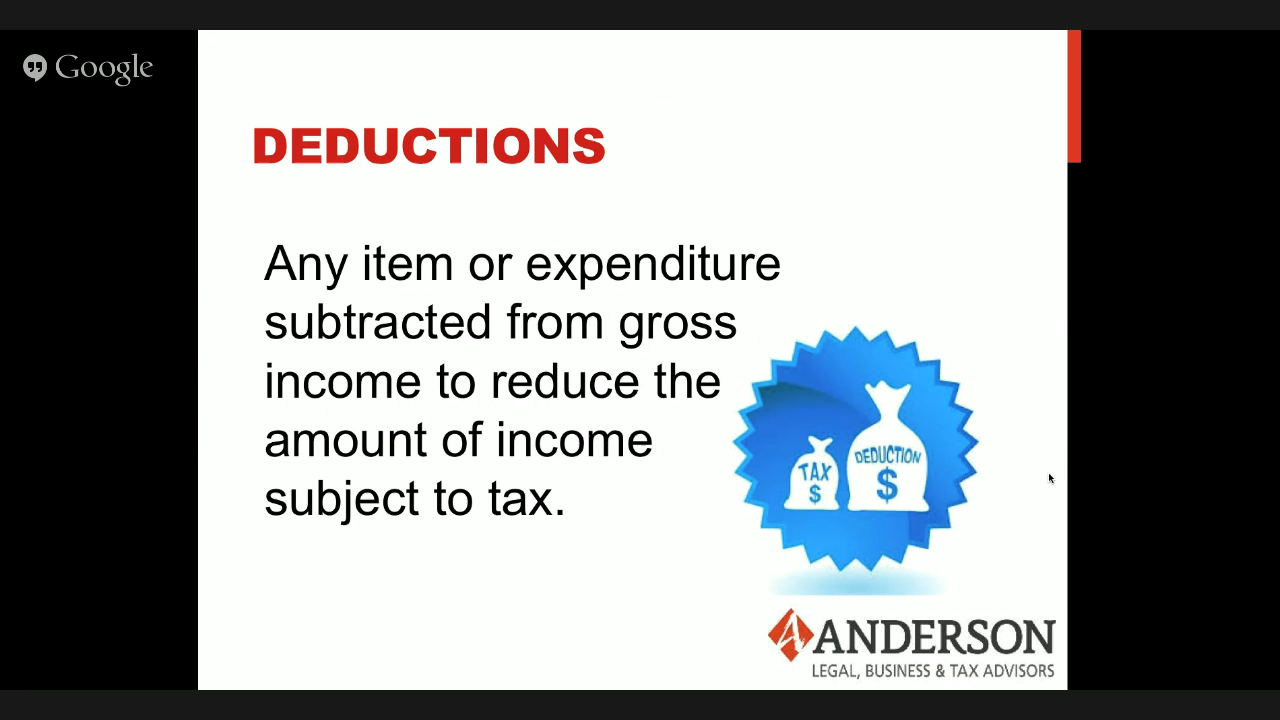 Google
DEDUCTIONS
Any item or expenditure
subtracted from gross
income to reduce the
amount of income
subject to tax.
TAX
$
DEDUCTION
$
ANDERSON
LEGAL, BUSINESS & TAX ADVISORS